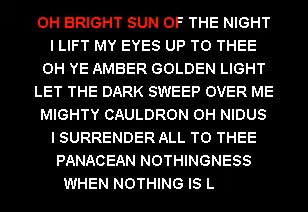 OH BRIGHT SUN OF THE NIGHT
I LIFT MY EYES UP TO THEE
OH YE AMBER GOLDEN LIGHT
LET THE DARK SWEEP OVER ME
MIGHTY CAULDRON OH NIDUS
I SURRENDER ALL TO THEE
PANACEAN NOTHINGNESS
WHEN NOTHING IS L